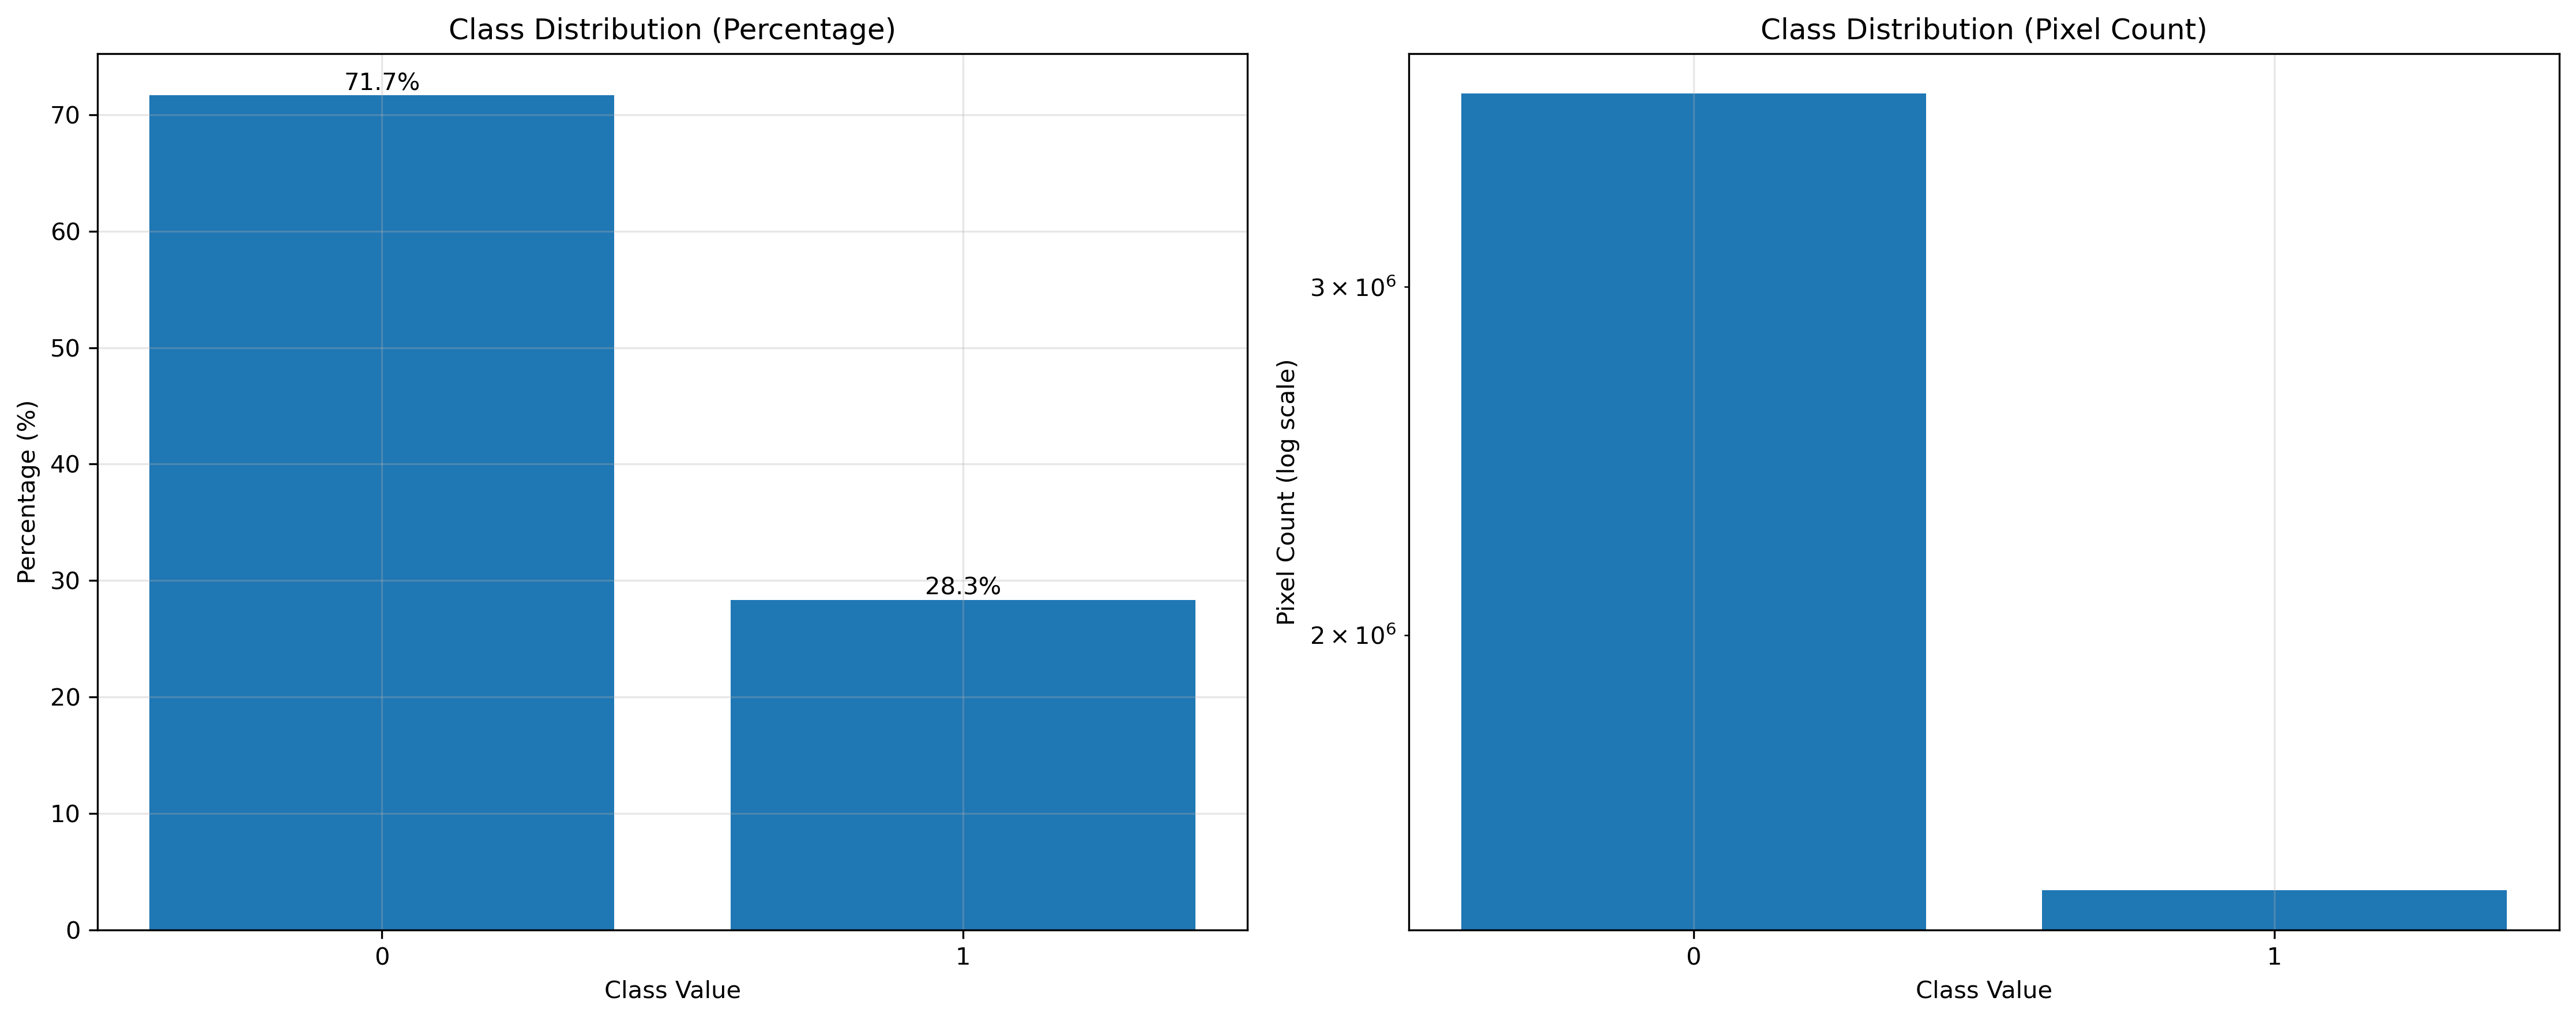 Class Distribution (Percentage)
71.7%
28.3%
70
60
50
40
30
20
10
0
Percentage (%)
0 1
Class Value
Class Distribution (Pixel Count)
3 × 10⁶
2 × 10⁶
Pixel Count (log scale)
0 1
Class Value